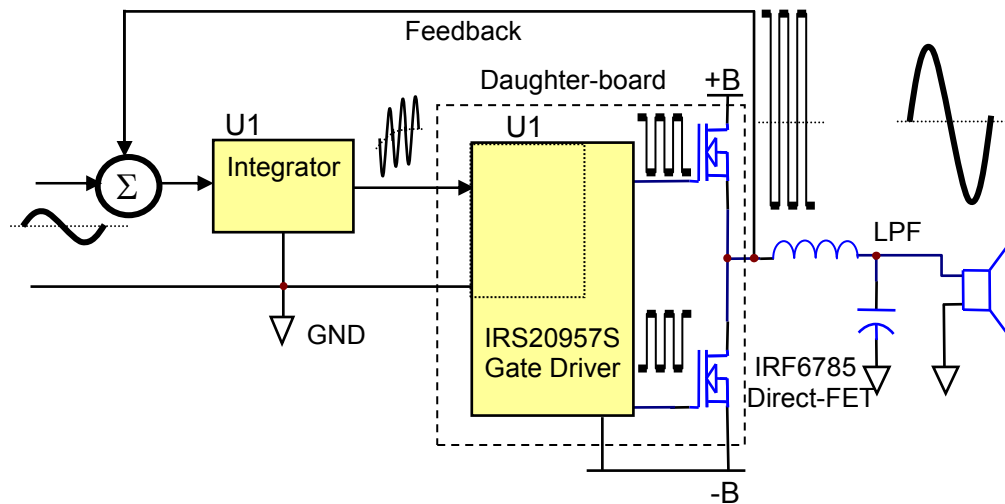 Feedback
Daughter-board
+B
U1
U1
Integrator
Σ
LPF
GND
IRS20957S
Gate Driver
IRF6785
Direct-FET
-B